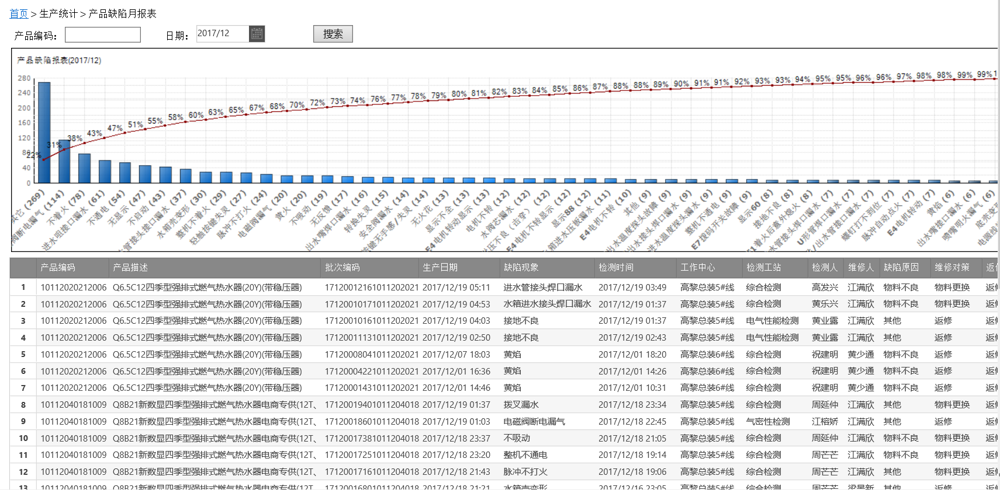 首页 > 生产统计 > 产品缺陷月报表
产品编码： 日期： 2017/12 搜索
产品缺陷报表(2017/12)
280
240
200
160
120
80
40
0
22% 31% 38% 43% 47% 51% 55% 58% 60% 63% 65% 67% 68% 70% 72% 73% 74% 76% 77% 78% 79% 80% 81% 82% 83% 84% 85% 86% 87% 88% 88% 89% 90% 91% 91% 92% 93% 93% 94% 95% 95% 96% 96% 97% 98% 98% 99% 99% 1
其它 (269)
阀断电漏气 (114)
不着火 (78)
进水咀接口漏水 (61)
不通电 (54)
无显示 (47)
不启动 (43)
水管接头接口漏水 (37)
水箱壳变形 (30)
整机不着火 (29)
轻触按键失灵 (27)
脉冲不打火 (24)
电磁阀漏气 (20)
黄火 (20)
不吸动 (19)
无反馈 (17)
出水嘴焊口漏水 (16)
转换失灵 (15)
安全阀漏水 (14)
按键无手感/失灵 (14)
无火花 (13)
显示不全 (13)
E4电机转动显示 (13)
电机不转 (12)
水阀芯漏水 (12)
压不良（击穿） (12)
E4电机不转显示 (12)
显示88 (12)
箱进水压扳漏水 (11)
E4电机不转 (10)
其他 (9)
出水温度探头故障 (9)
出水接头焊口漏水 (9)
进水温度探头漏水 (9)
整机不通电 (9)
E7拨码开关故障 (9)
显示60 (8)
接地不良 (8)
E1着火后意外熄火 (8)
水管接头焊口漏水 (7)
U形管焊口漏水 (7)
/出水管接口漏水 (7)
螺钉打不到位 (7)
脉冲自动点火 (7)
E4电机转动 (7)
黄焰 (6)
出水嘴接口漏水 (6)
喷嘴明火漏气 (6)
底壳变形
电源线
产品编码 产品描述 批次编码 生产日期 缺陷现象 检测时间 工作中心 检测工站 检测人 维修人 缺陷原因 维修对策 返
1 10112020212006 Q6.5C12四季型强排式燃气热水器(20Y)(带稳压器) 17120012161011202021 2017/12/19 05:11 进水管接头焊口漏水 2017/12/19 03:49 高黎总装5#线 综合检测 高发兴 江满欣 物料不良 物料更换 返
2 10112020212006 Q6.5C12四季型强排式燃气热水器(20Y)(带稳压器) 17120010171011202021 2017/12/19 04:53 水箱进水接头焊口漏水 2017/12/19 01:37 高黎总装5#线 综合检测 黄乐兴 江满欣 物料不良 物料更换 返
3 10112020212006 Q6.5C12四季型强排式燃气热水器(20Y)(带稳压器) 17120010161011202021 2017/12/19 04:03 接地不良 2017/12/19 01:37 高黎总装5#线 电气性能检测 黄业露 江满欣 其他 返修 返
4 10112020212006 Q6.5C12四季型强排式燃气热水器(20Y)(带稳压器) 17120011131011202021 2017/12/19 02:50 接地不良 2017/12/19 02:43 高黎总装5#线 电气性能检测 黄业露 江满欣 其他 返修 返
5 10112020212006 Q6.5C12四季型强排式燃气热水器(20Y)(带稳压器) 17120008041011202021 2017/12/07 18:03 黄焰 2017/12/01 18:20 高黎总装6#线 综合检测 祝建明 黄少通 物料不良 返修 返
6 10112020212006 Q6.5C12四季型强排式燃气热水器(20Y)(带稳压器) 17120004221011202021 2017/12/01 16:36 黄焰 2017/12/01 14:26 高黎总装6#线 综合检测 祝建明 黄少通 物料不良 返修 返
7 10112020212006 Q6.5C12四季型强排式燃气热水器(20Y)(带稳压器) 17120001431011202021 2017/12/01 14:46 黄焰 2017/12/01 10:31 高黎总装6#线 综合检测 祝建明 黄少通 物料不良 返修 返
8 10112040181009 Q8B21新数显四季型强排式燃气热水器电商专供(12T、 17120019401011204018 2017/12/19 01:37 拨叉漏水 2017/12/18 23:34 高黎总装5#线 综合检测 周延仲 江满欣 其他 物料更换 返
9 10112040181009 Q8B21新数显四季型强排式燃气热水器电商专供(12T、 17120018601011204018 2017/12/19 01:03 电磁阀断电漏气 2017/12/18 22:45 高黎总装5#线 气密性检测 江榕娇 江满欣 其他 返修 返
10 10112040181009 Q8B21新数显四季型强排式燃气热水器电商专供(12T、 17120017381011204018 2017/12/18 23:37 不吸动 2017/12/18 21:05 高黎总装5#线 综合检测 周延仲 江满欣 物料不良 物料更换 返
11 10112040181009 Q8B21新数显四季型强排式燃气热水器电商专供(12T、 17120017251011204018 2017/12/18 23:20 整机不通电 2017/12/18 19:14 高黎总装5#线 综合检测 周芒芒 江满欣 物料不良 物料更换 返
12 10112040181009 Q8B21新数显四季型强排式燃气热水器电商专供(12T、 17120017161011204018 2017/12/18 21:43 脉冲不打火 2017/12/18 19:06 高黎总装5#线 综合检测 周芒芒 江满欣 其他 物料更换 返
13 10112040181009 Q8B21新数显四季型强排式燃气热水器电商专供(12T、 17120016801011204018 2017/12/18 21:21 水箱壳变形 2017/12/16 23:05 高黎总装5#线 综合检测 周芒芒 梁景新 其他 返修